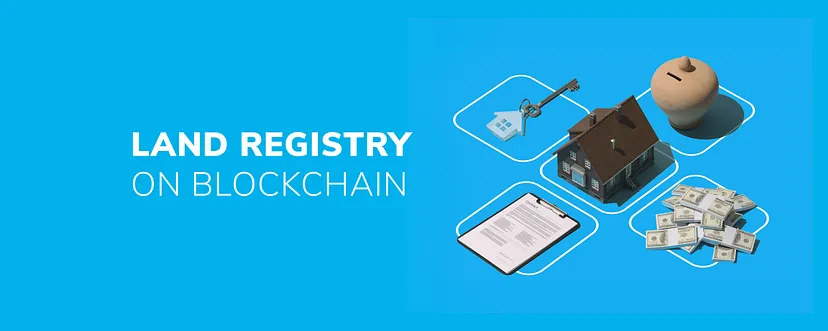 LAND REGISTRY
ON BLOCKCHAIN